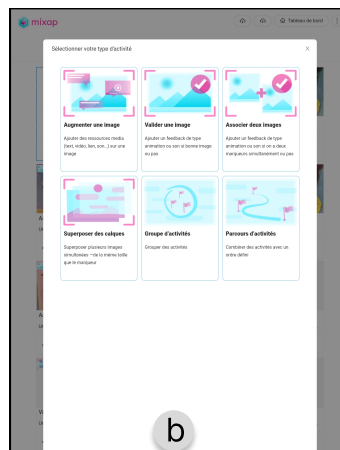 mixap
Tableau de bord
Sélectionner votre type d'activité
X
Augmenter une image
Ajouter des ressources media
(text, vidéo, lien, son...) sur une
image
Valider une image
Ajouter un feedback de type
animation ou son si bonne image
ou pas
Associer deux images
Ajouter un feedback de type
animation ou son si on a deux
marqueurs simultanément ou pas
Superposer des calques
Superposer plusieurs images
simultanées –de la même taille
que le marqueur
Groupe d'activités
Grouper des activités
Parcours d'activités
Combiner des activités avec un
ordre défini
b